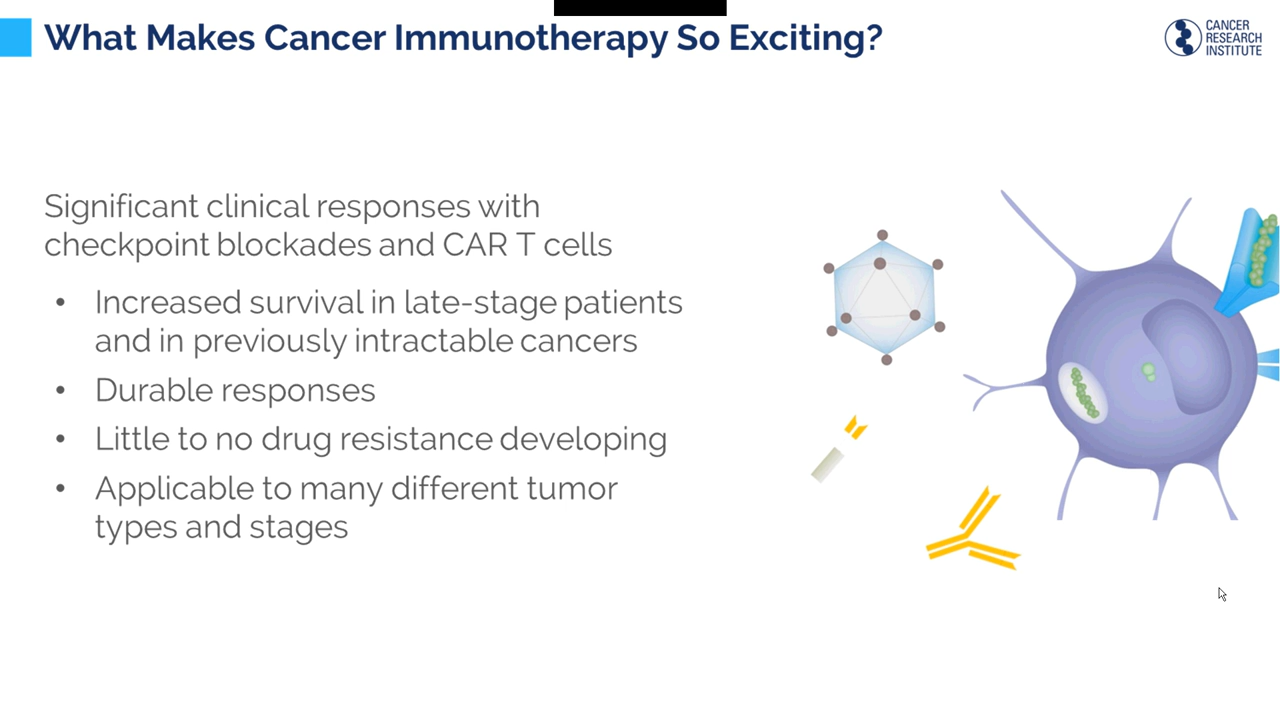 What Makes Cancer Immunotherapy So Exciting?
CANCER
RESEARCH
INSTITUTE
Significant clinical responses with
checkpoint blockades and CAR T cells
• Increased survival in late-stage patients
and in previously intractable cancers
• Durable responses
• Little to no drug resistance developing
• Applicable to many different tumor
types and stages